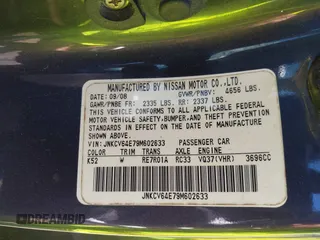 MANUFACTURED BY NISSAN MOTOR CO.,LTD.
DATE: 09/08 GVWR/PNBV: 4656 LBS.
GAWR/PNBE FR: 2335 LBS. RR: 2337 LBS.
THIS VEHICLE CONFORMS TO ALL APPLICABLE FEDERAL
MOTOR VEHICLE SAFETY,BUMPER,AND THEFT PREVENTION
STANDARDS IN EFFECT ON THE DATE OF MANUFACTURE
SHOWN ABOVE.
VIN: JNKCV64E79M602633 PASSENGER CAR
COLOR TRIM TRANS AXLE ENGINE
K52 W RE7R01A RC33 VQ37(VHR) 3696CC
JNKCV64E79M602633
DREAMBID